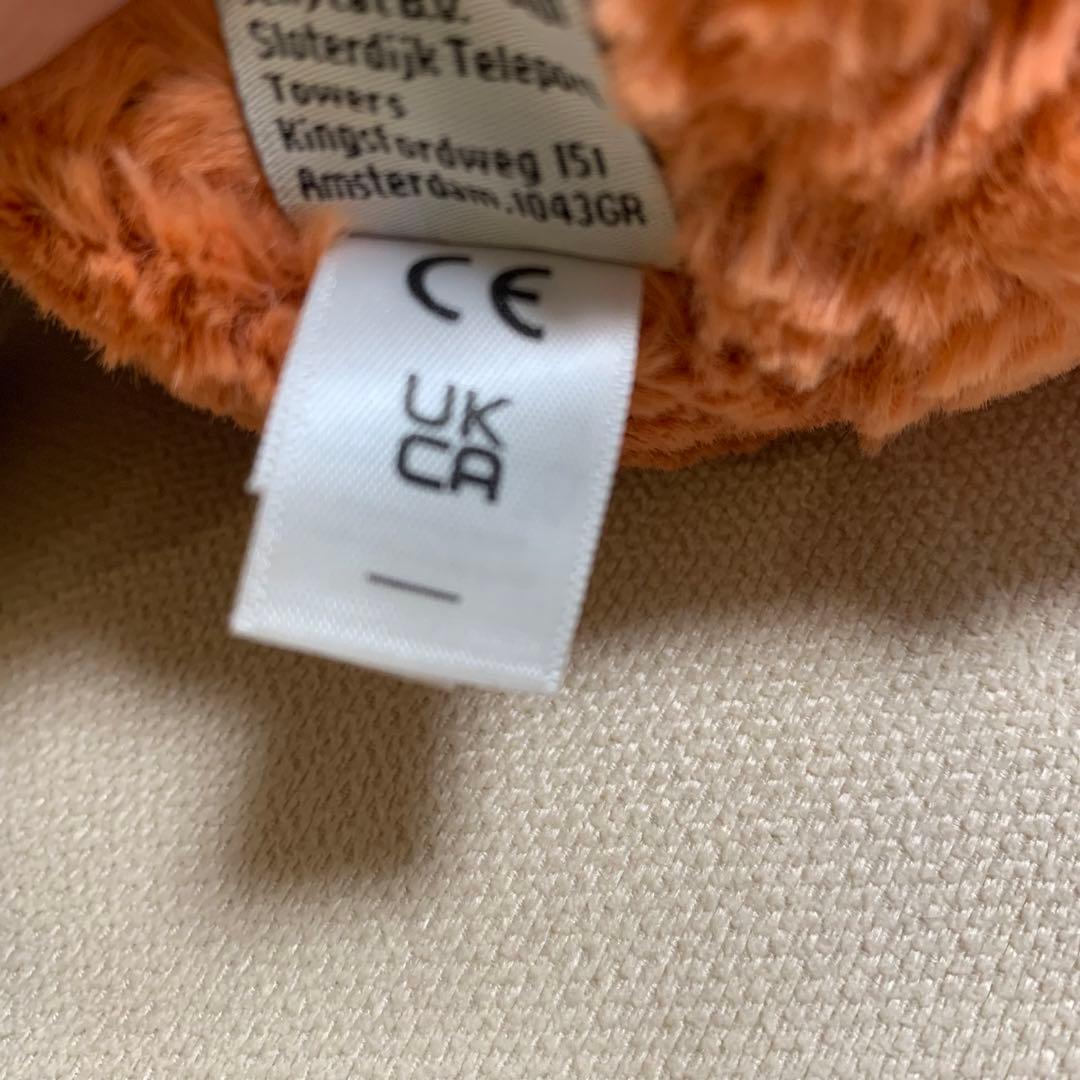 B.V.
Sloterdijk Teleport
Towers
Kingsfordweg 151
Amsterdam.1043GR
CE
UK
CA